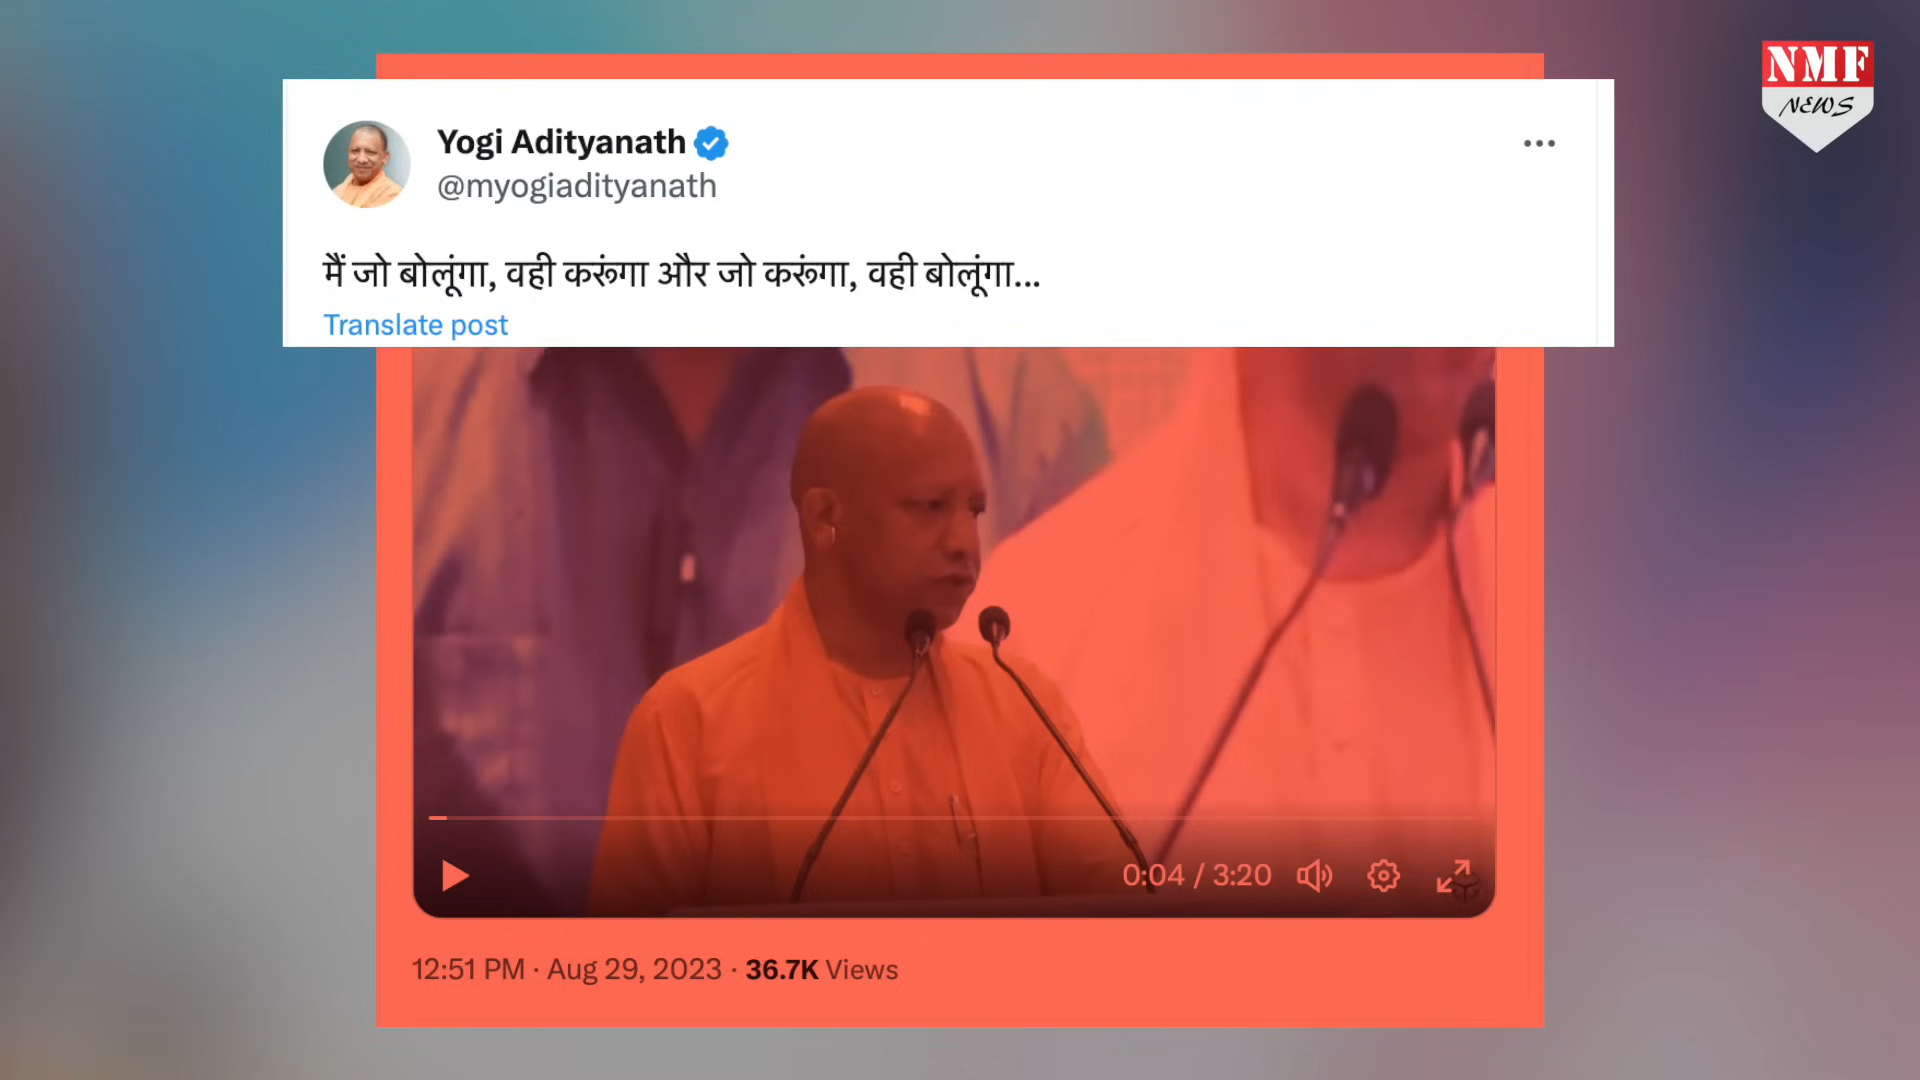 NMF
NEWS
Yogi Adityanath
@myogiadityanath
मैं जो बोलूंगा, वही करूंगा और जो करूंगा, वही बोलूंगा...
Translate post
0:04 / 3:20
12:51 PM · Aug 29, 2023 · 36.7K Views